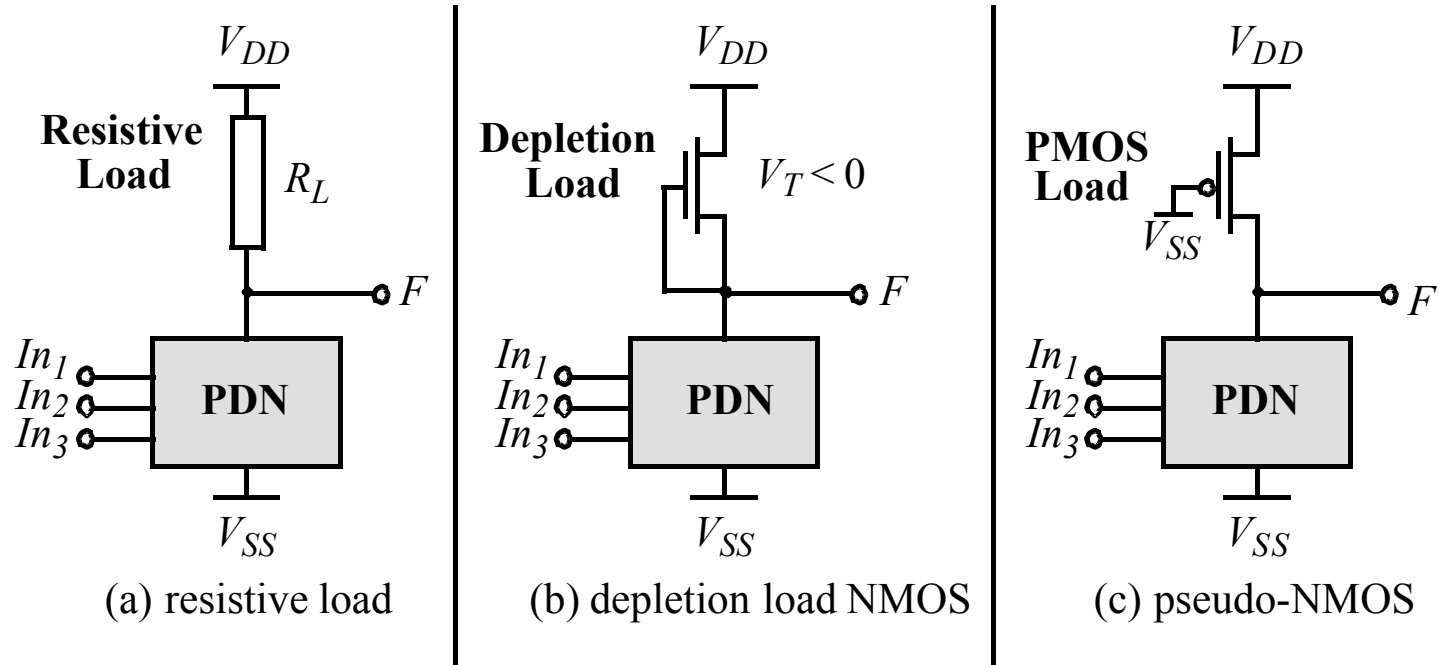 V_DD
Resistive
Load
R_L
F
In_1
In_2
In_3
PDN
V_SS
(a) resistive load
V_DD
Depletion
Load
V_T < 0
F
In_1
In_2
In_3
PDN
V_SS
(b) depletion load NMOS
V_DD
PMOS
Load
V_SS
F
In_1
In_2
In_3
PDN
V_SS
(c) pseudo-NMOS